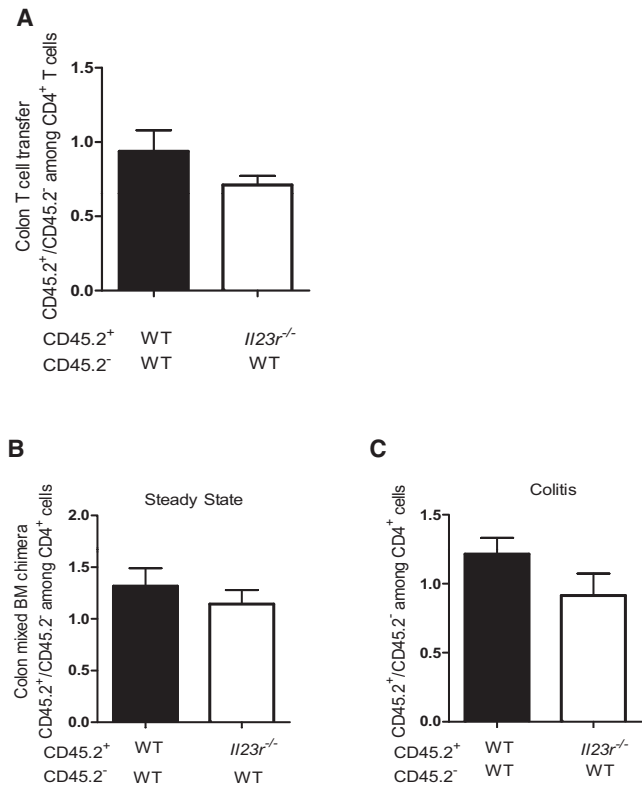 A
Colon T cell transfer
CD45.2⁺/CD45.2⁻ among CD4⁺ T cells
1.5
1.0
0.5
0.0
CD45.2⁺ WT Il23r⁻/⁻
CD45.2⁻ WT WT
B
Steady State
Colon mixed BM chimera
CD45.2⁺/CD45.2⁻ among CD4⁺ cells
2.0
1.5
1.0
0.5
0.0
CD45.2⁺ WT Il23r⁻/⁻
CD45.2⁻ WT WT
C
Colitis
CD45.2⁺/CD45.2⁻ among CD4⁺ cells
1.5
1.0
0.5
0.0
CD45.2⁺ WT Il23r⁻/⁻
CD45.2⁻ WT WT